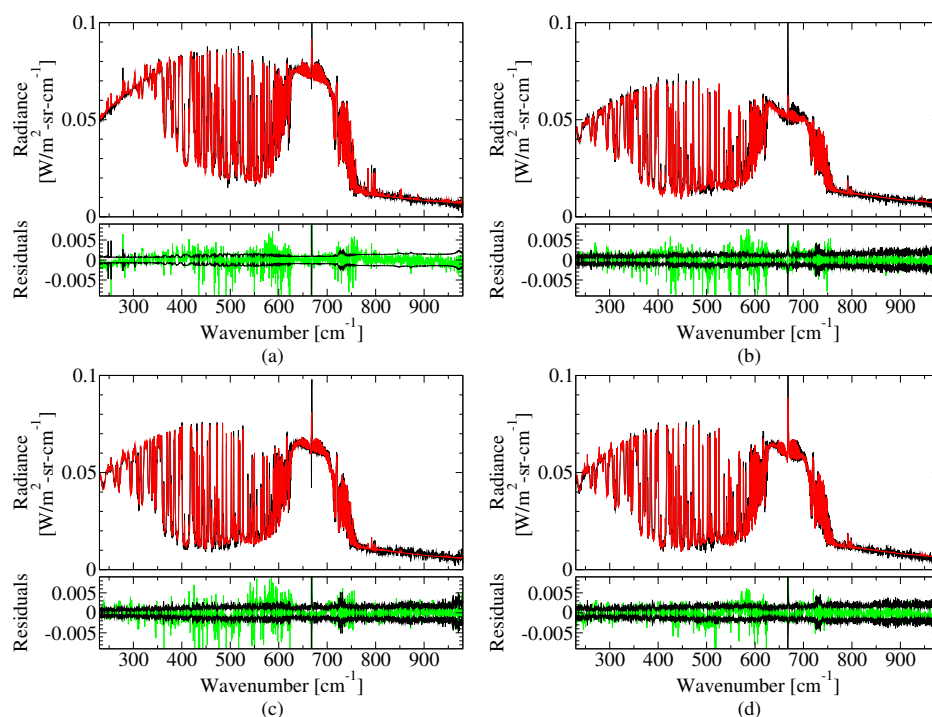 0.1
0.05
0
Radiance
[W/m²-sr-cm⁻¹]
0.005
0
-0.005
Residuals
300 400 500 600 700 800 900
Wavenumber [cm⁻¹]
(a)
0.1
0.05
0
Radiance
[W/m²-sr-cm⁻¹]
0.005
0
-0.005
Residuals
300 400 500 600 700 800 900
Wavenumber [cm⁻¹]
(b)
0.1
0.05
0
Radiance
[W/m²-sr-cm⁻¹]
0.005
0
-0.005
Residuals
300 400 500 600 700 800 900
Wavenumber [cm⁻¹]
(c)
0.1
0.05
0
Radiance
[W/m²-sr-cm⁻¹]
0.005
0
-0.005
Residuals
300 400 500 600 700 800 900
Wavenumber [cm⁻¹]
(d)